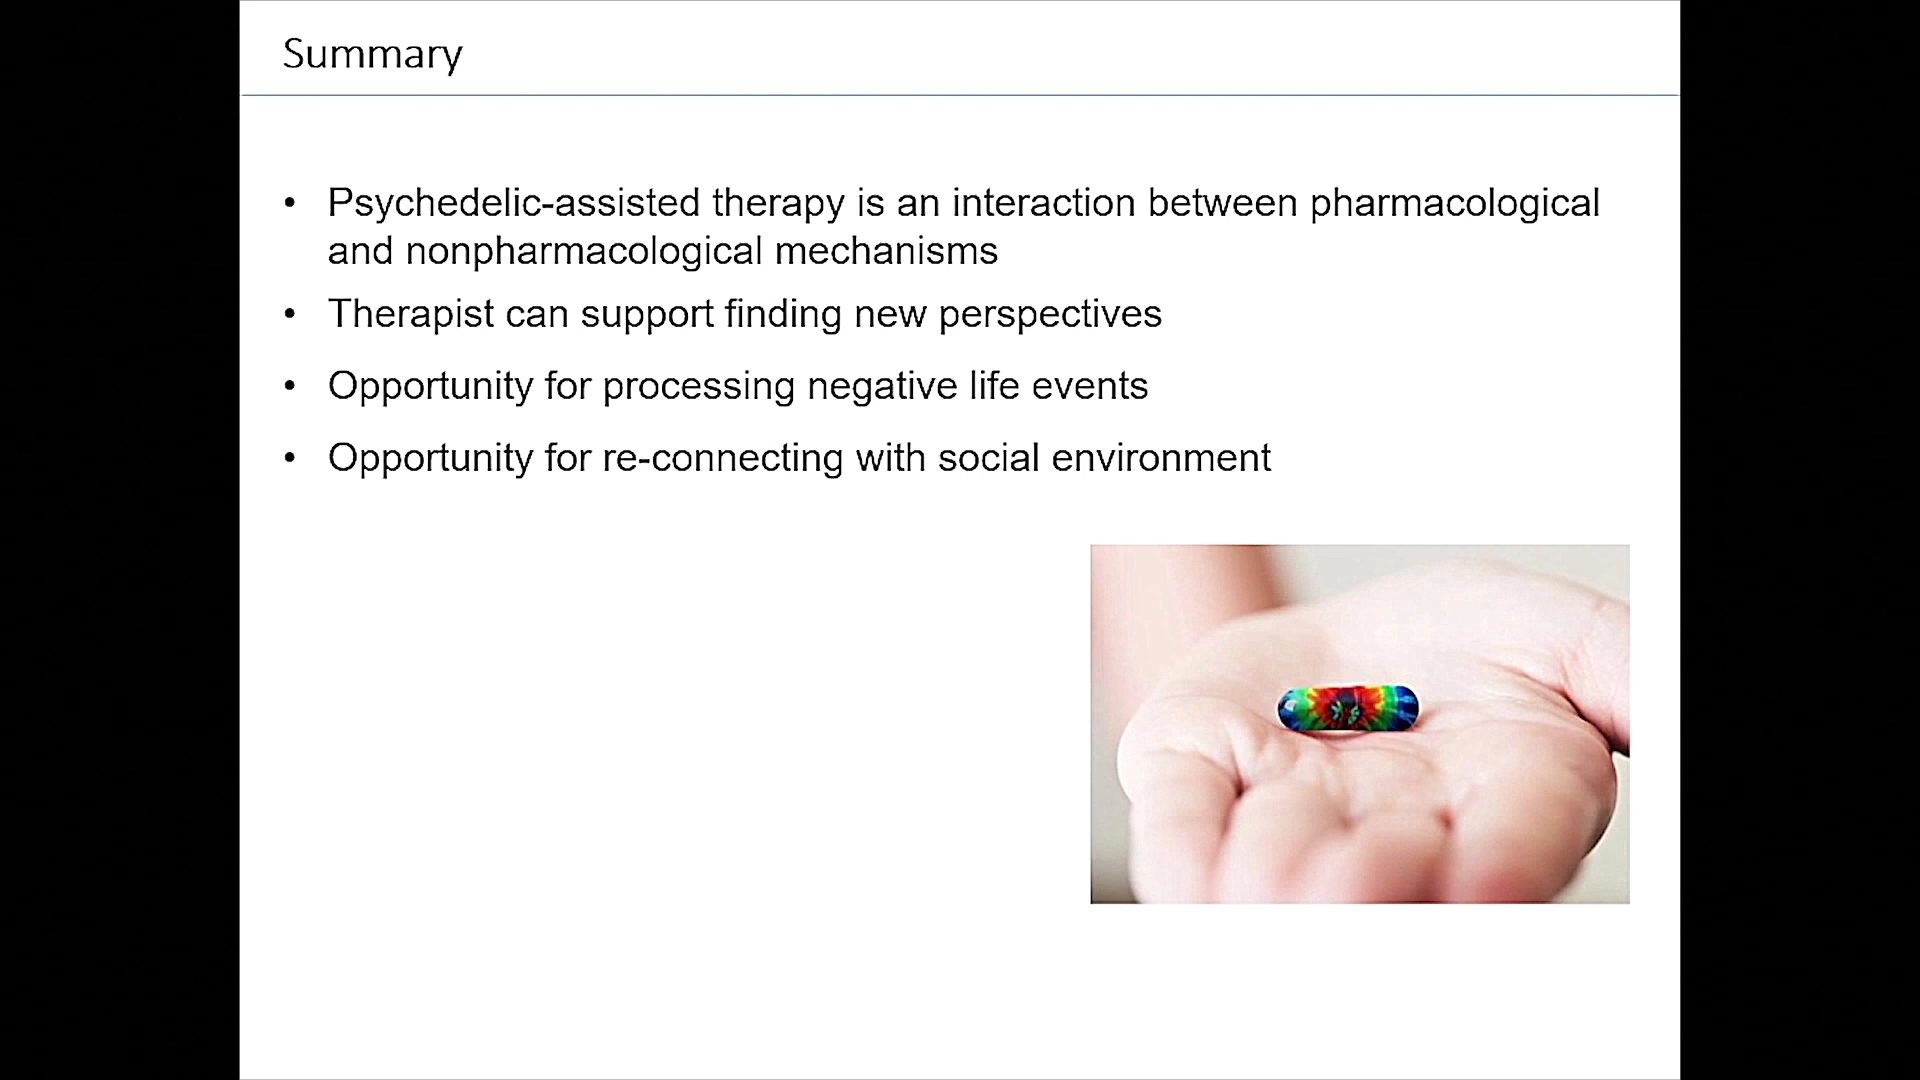 Summary
• Psychedelic-assisted therapy is an interaction between pharmacological
and nonpharmacological mechanisms
• Therapist can support finding new perspectives
• Opportunity for processing negative life events
• Opportunity for re-connecting with social environment